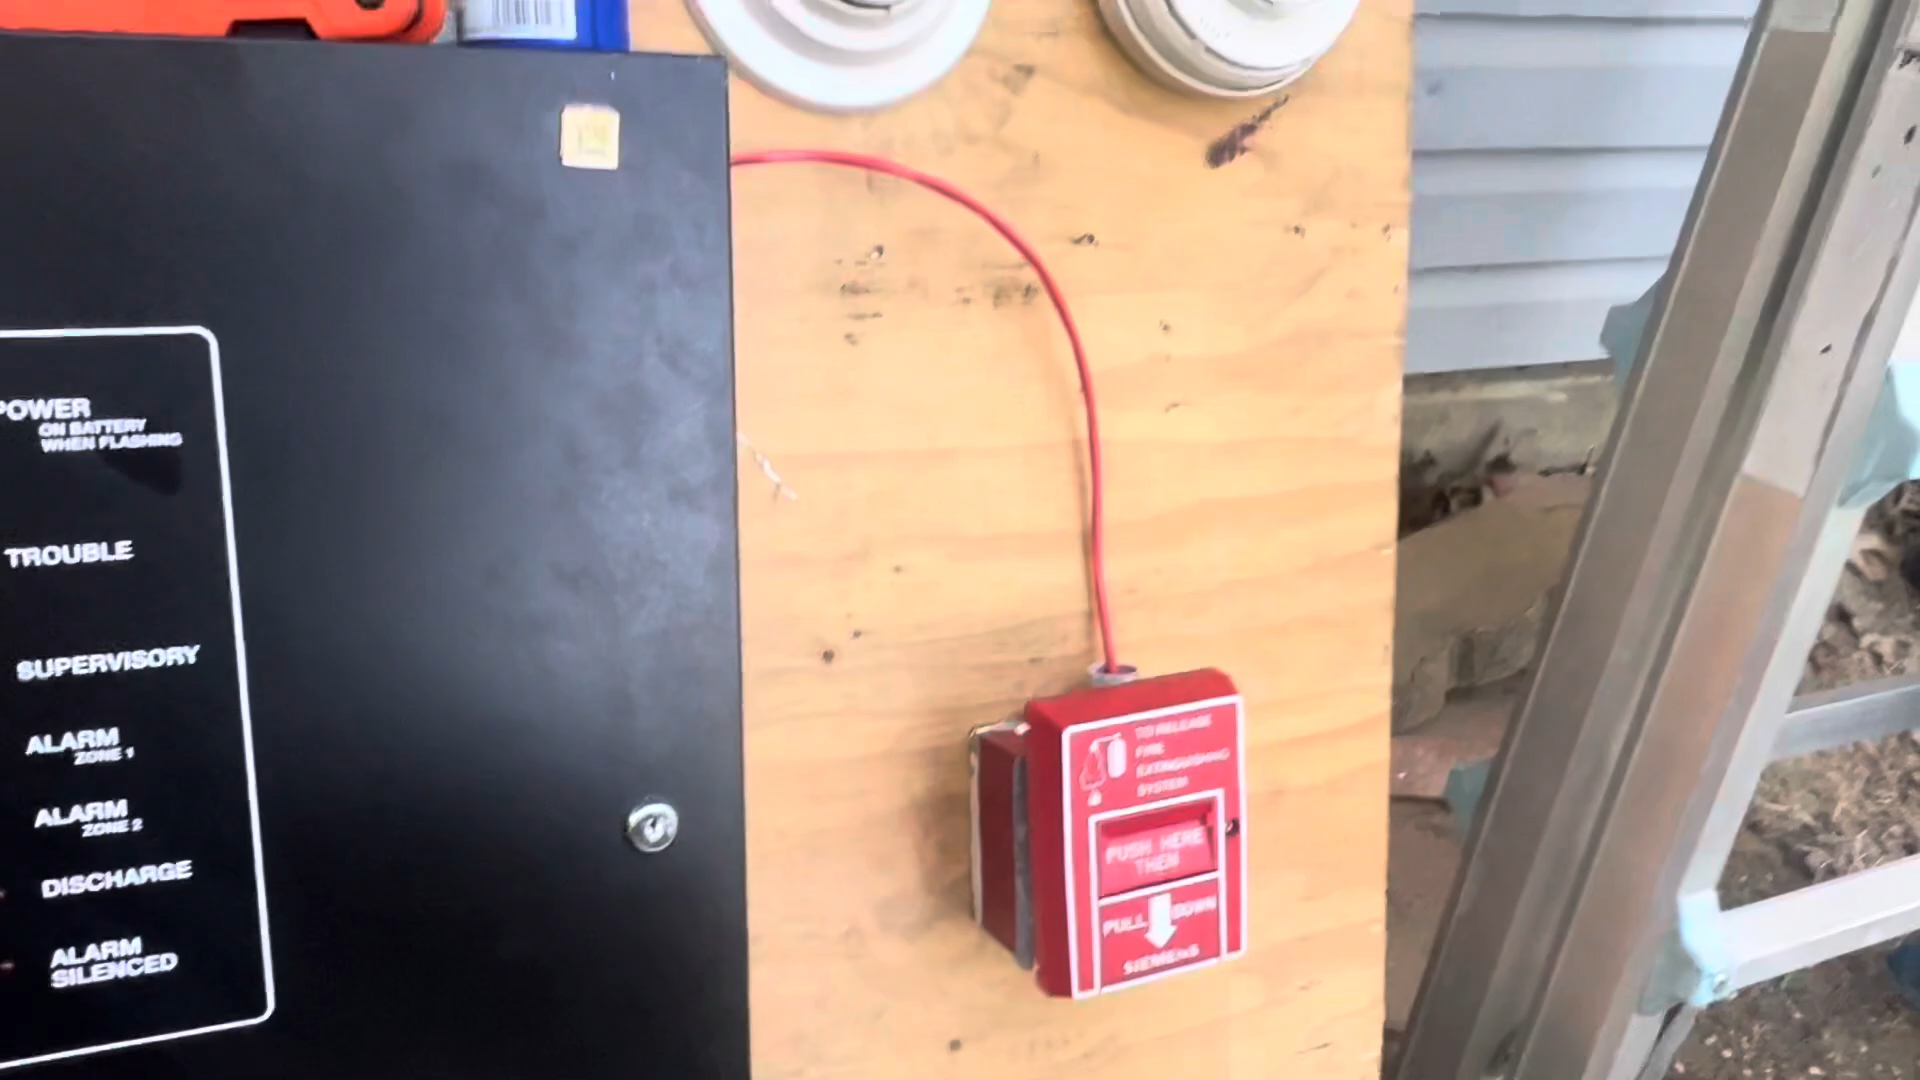 POWER
ON BATTERY
WHEN FLASHING
TROUBLE
SUPERVISORY
ALARM
ZONE 1
ALARM
ZONE 2
DISCHARGE
ALARM
SILENCED
TO RELEASE
FIRE
EXTINGUISHING
SYSTEM
PUSH HERE
THEN
PULL DOWN
SIEMENS